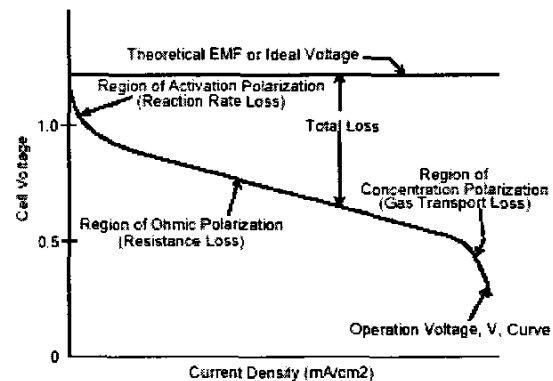 Theoretical EMF or Ideal Voltage
Region of Activation Polarization
(Reaction Rate Loss)
1.0
Total Loss
Cell Voltage
Region of
Concentration Polarization
(Gas Transport Loss)
Region of Ohmic Polarization
(Resistance Loss)
0.5
Operation Voltage, V, Curve
0
Current Density (mA/cm2)